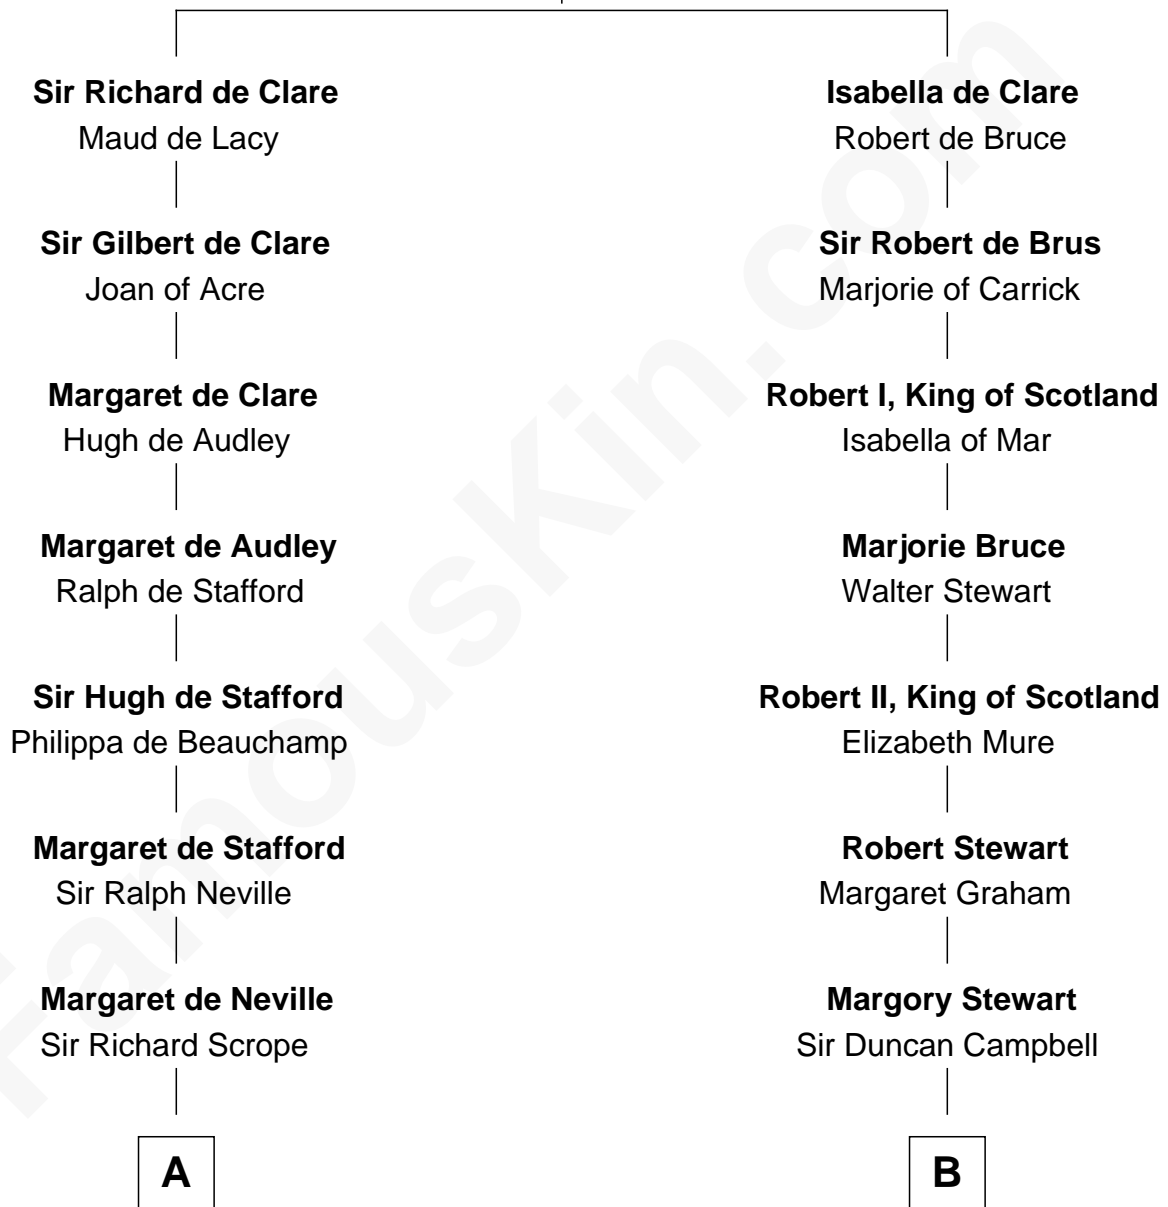 Sir Richard de Clare
Maud de Lacy
Sir Gilbert de Clare
Joan of Acre
Margaret de Clare
Hugh de Audley
Margaret de Audley
Ralph de Stafford
Sir Hugh de Stafford
Philippa de Beauchamp
Margaret de Stafford
Sir Ralph Neville
Margaret de Neville
Sir Richard Scrope
A
Isabella de Clare
Robert de Bruce
Sir Robert de Brus
Marjorie of Carrick
Robert I, King of Scotland
Isabella of Mar
Marjorie Bruce
Walter Stewart
Robert II, King of Scotland
Elizabeth Mure
Robert Stewart
Margaret Graham
Margory Stewart
Sir Duncan Campbell
B
FamousKin.com